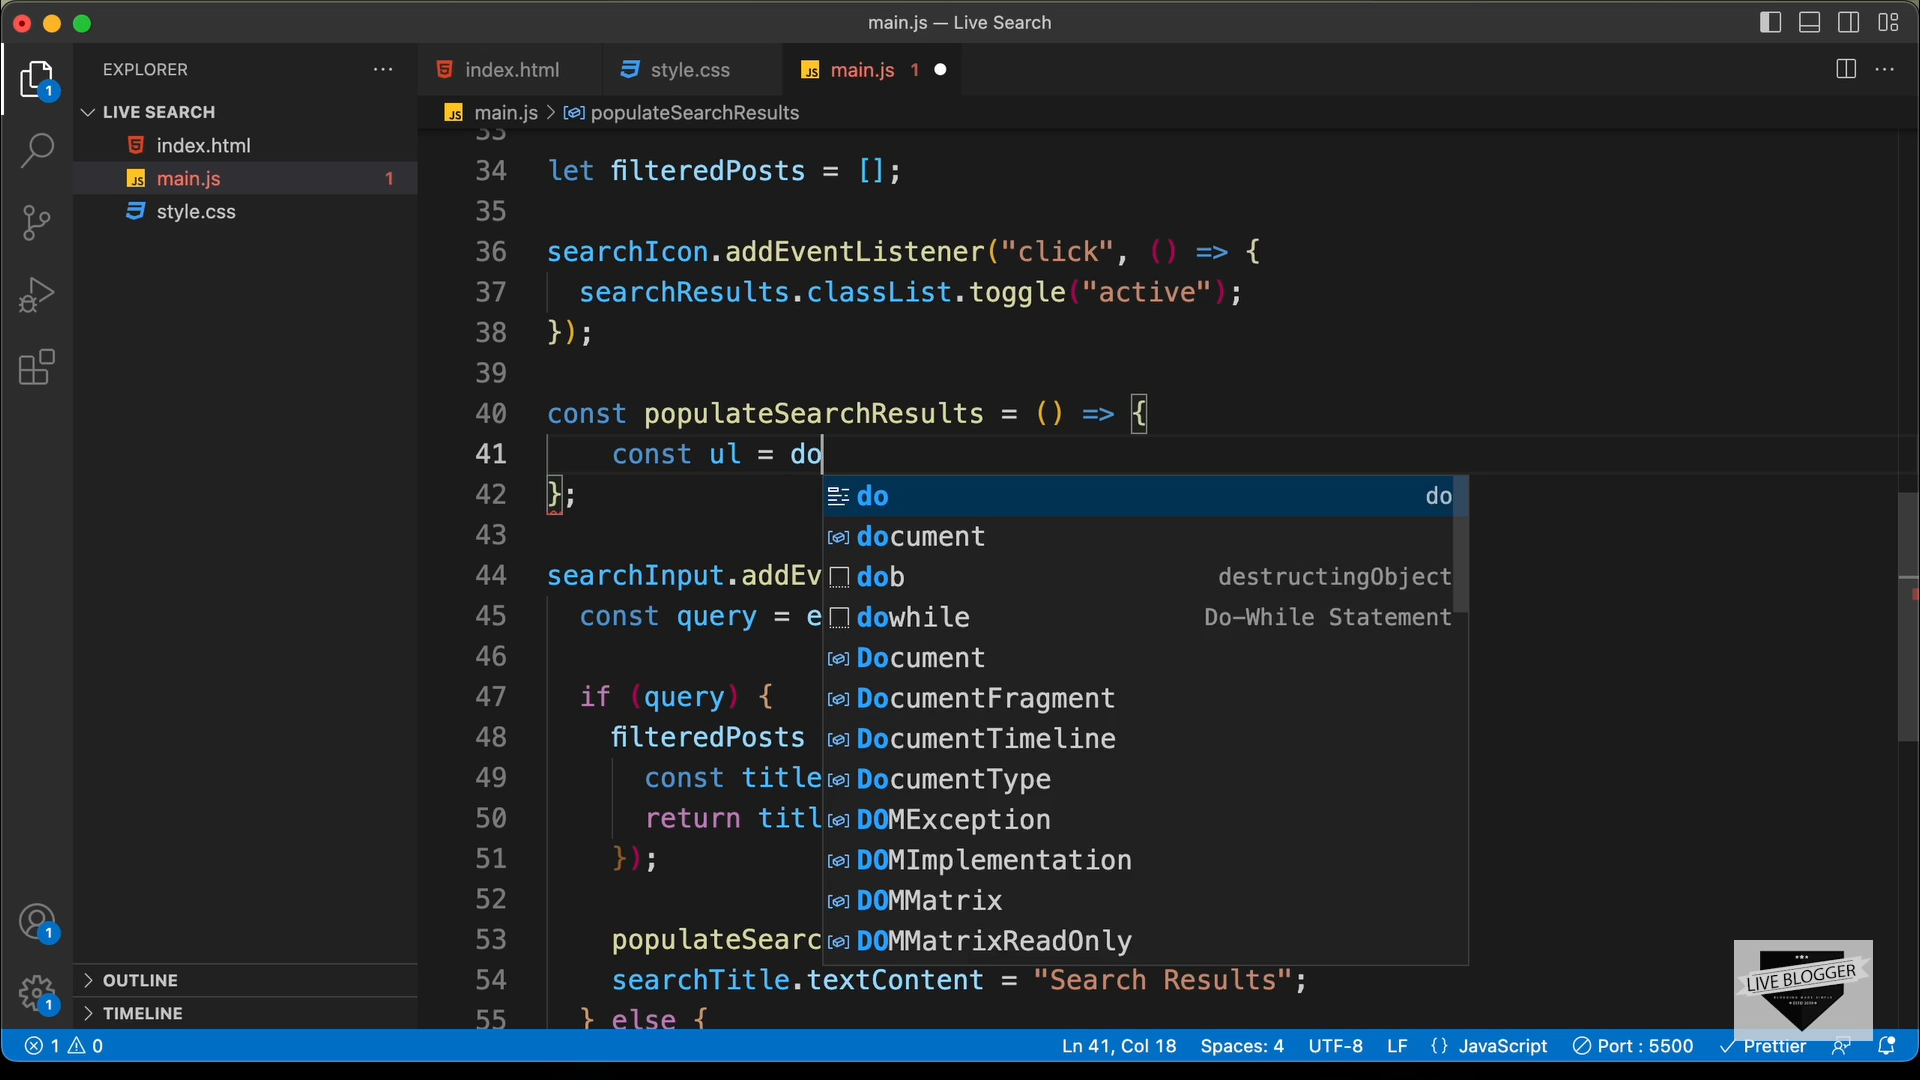 main.js — Live Search
EXPLORER
LIVE SEARCH
index.html
main.js 1
style.css
OUTLINE
TIMELINE
1
1
1
index.html style.css main.js 1
main.js > populateSearchResults
33
34 let filteredPosts = [];
35
36 searchIcon.addEventListener("click", () => {
37 searchResults.classList.toggle("active");
38 });
39
40 const populateSearchResults = () => {
41 const ul = do
42 };
43
44 searchInput.addEv
45 const query = e
46
47 if (query) {
48 filteredPosts
49 const title
50 return titl
51 });
52
53 populateSearc
54 searchTitle.textContent = "Search Results";
55 } else {
do do
document
dob destructingObject
dowhile Do-While Statement
Document
DocumentFragment
DocumentTimeline
DocumentType
DOMException
DOMImplementation
DOMMatrix
DOMMatrixReadOnly
LIVE BLOGGER
1 0 Ln 41, Col 18 Spaces: 4 UTF-8 LF {} JavaScript Port : 5500 Prettier